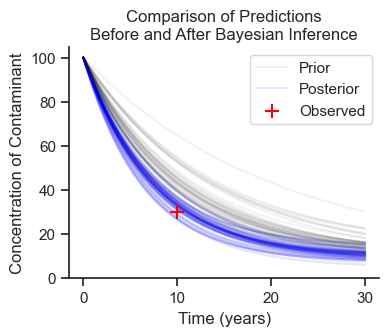 Comparison of Predictions
Before and After Bayesian Inference
Concentration of Contaminant
100
80
60
40
20
0
Prior
Posterior
Observed
0
10
20
30
Time (years)